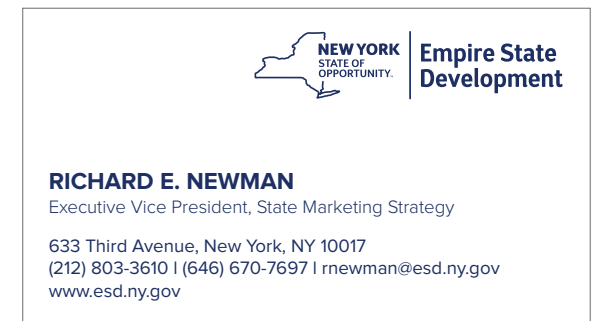 NEW YORK
STATE OF
OPPORTUNITY.
Empire State
Development
RICHARD E. NEWMAN
Executive Vice President, State Marketing Strategy
633 Third Avenue, New York, NY 10017
(212) 803-3610 | (646) 670-7697 | rnewman@esd.ny.gov
www.esd.ny.gov